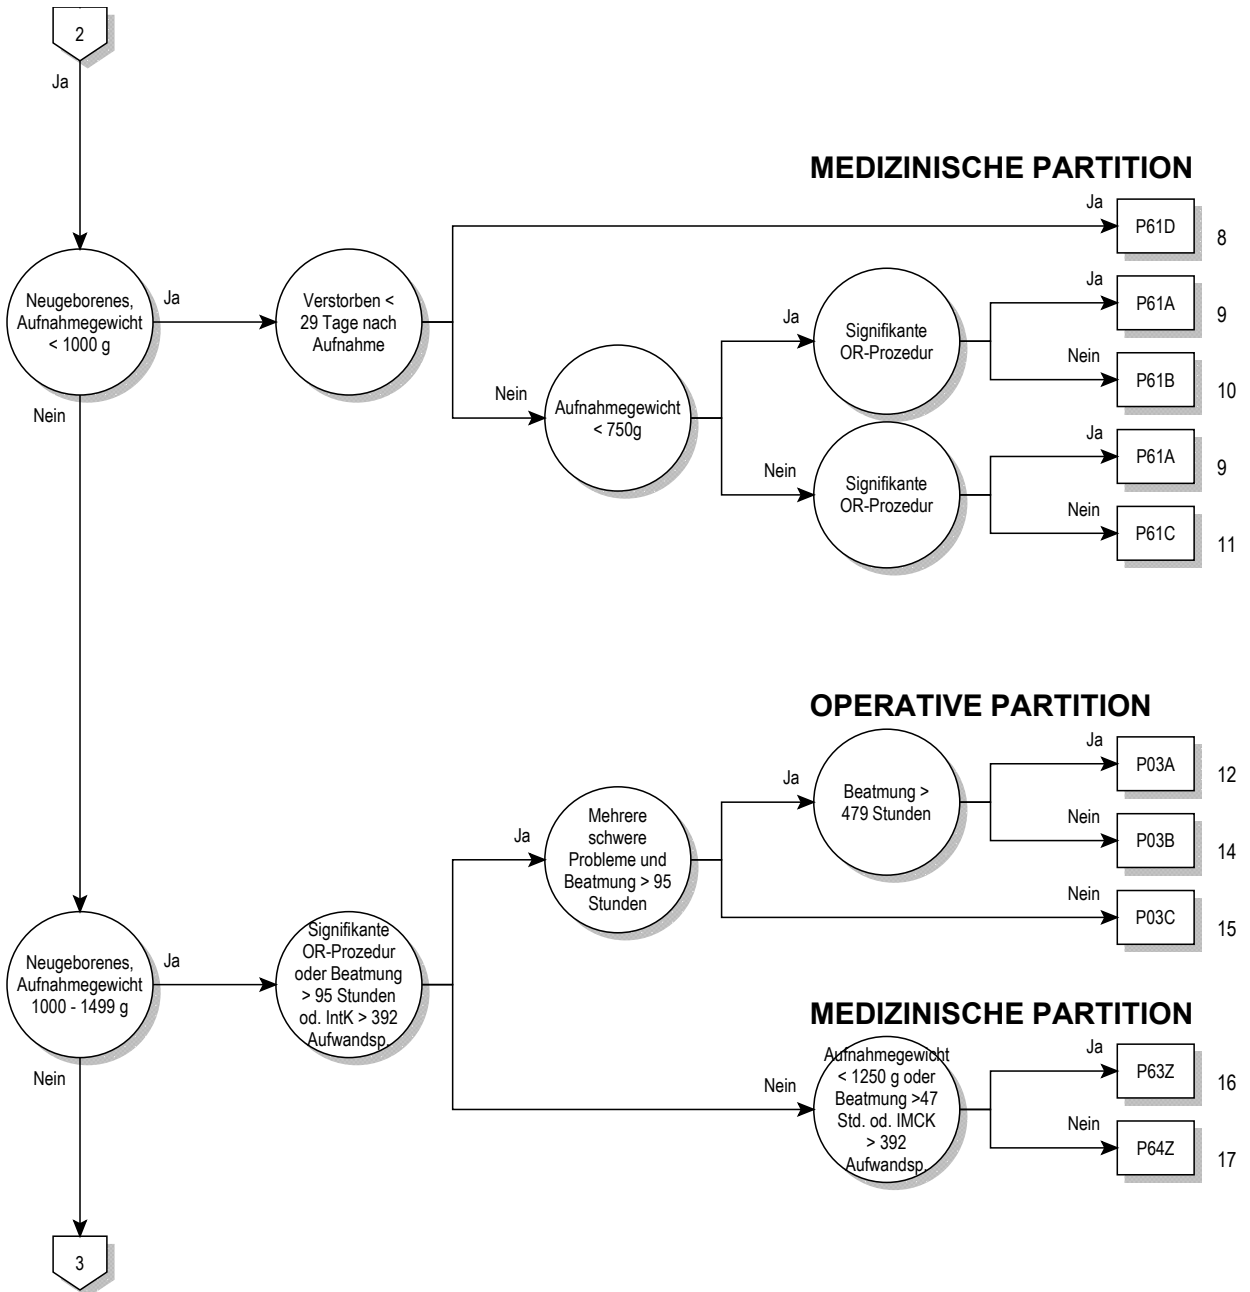 2
Ja
MEDIZINISCHE PARTITION
Ja
P61D
8
Neugeborenes,
Aufnahmegewicht
< 1000 g
Ja
Verstorben <
29 Tage nach
Aufnahme
Ja
Signifikante
OR-Prozedur
Ja
P61A
9
Nein
P61B
10
Nein
Nein
Aufnahmegewicht
< 750g
Nein
Signifikante
OR-Prozedur
Ja
P61A
9
Nein
P61C
11
OPERATIVE PARTITION
Ja
Beatmung >
479 Stunden
Ja
P03A
12
Nein
P03B
14
Ja
Mehrere
schwere
Probleme und
Beatmung > 95
Stunden
Nein
P03C
15
Neugeborenes,
Aufnahmegewicht
1000 - 1499 g
Ja
Signifikante
OR-Prozedur
oder Beatmung
> 95 Stunden
od. IntK > 392
Aufwandsp.
MEDIZINISCHE PARTITION
Nein
Nein
Aufnahmegewicht
< 1250 g oder
Beatmung >47
Std. od. IMCK
> 392
Aufwandsp.
Ja
P63Z
16
Nein
P64Z
17
3